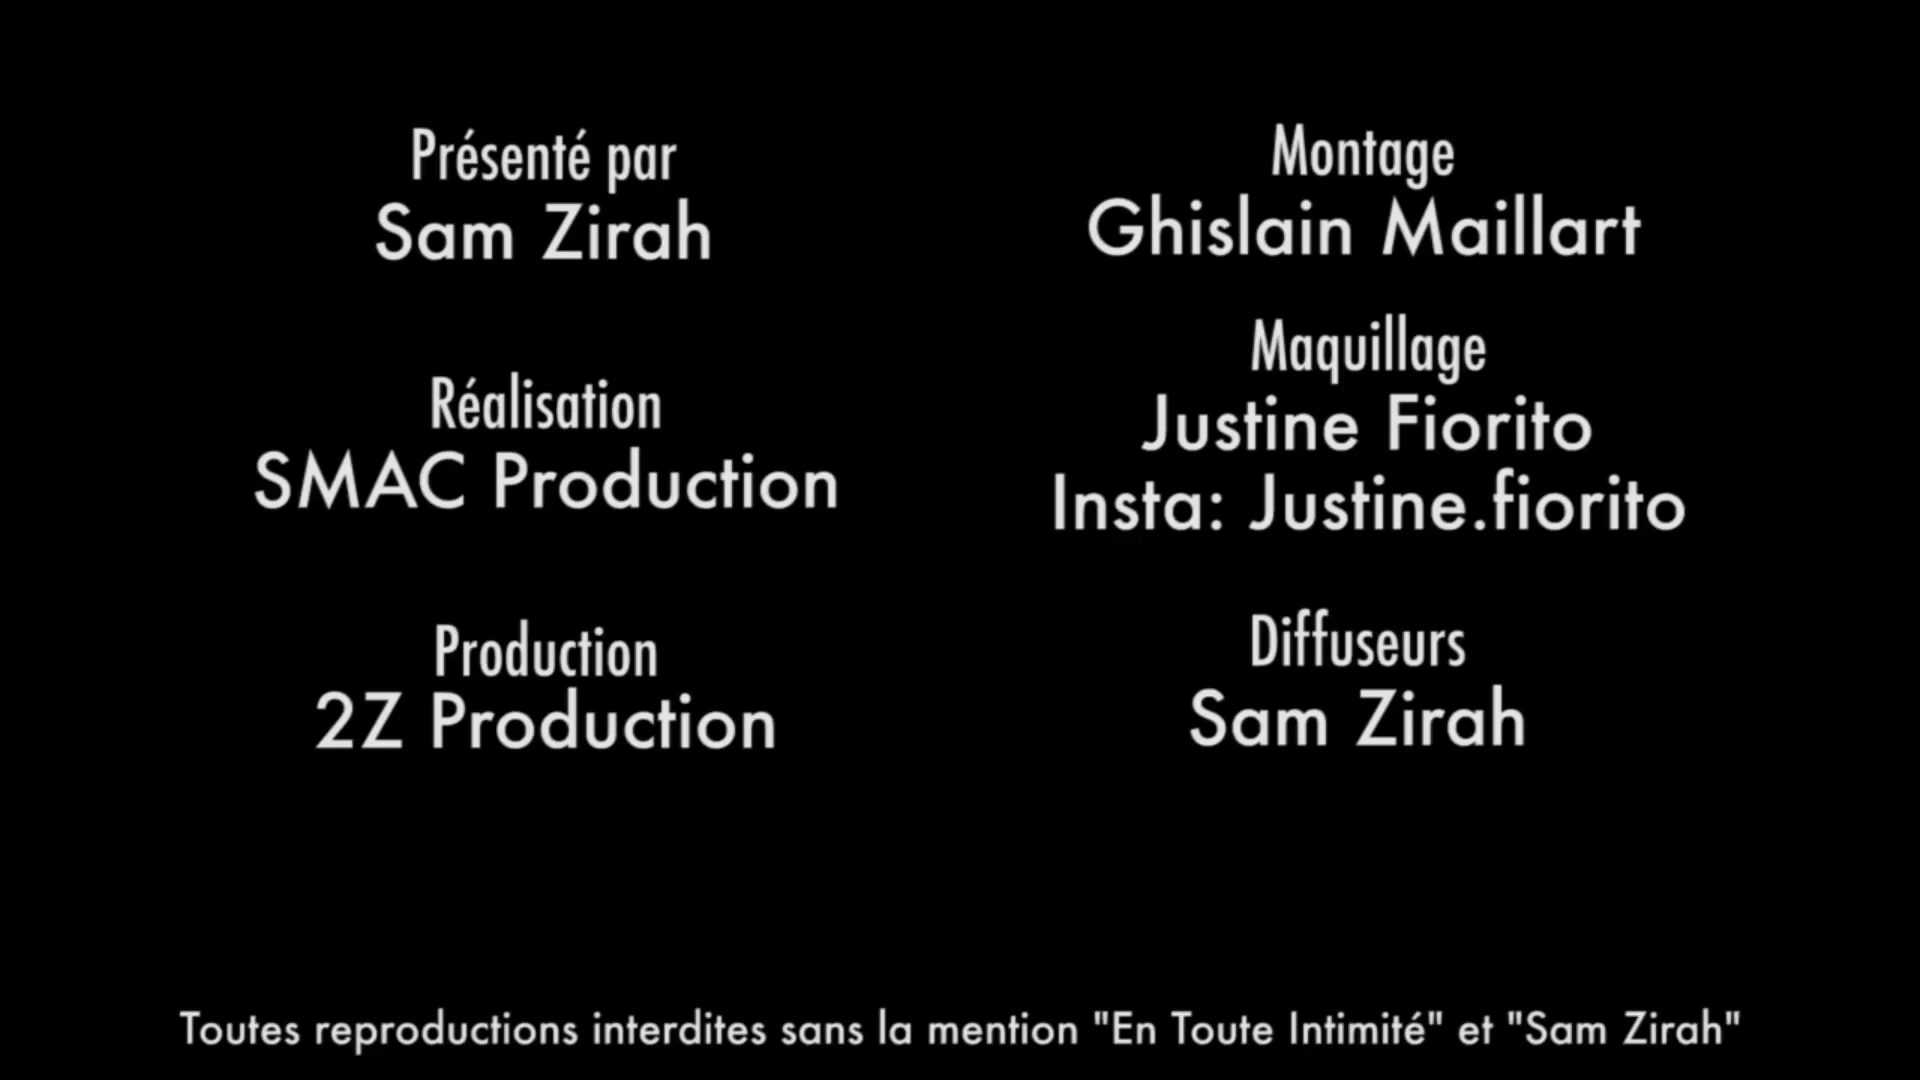 Présenté par
Sam Zirah
Réalisation
SMAC Production
Production
2Z Production
Montage
Ghislain Maillart
Maquillage
Justine Fiorito
Insta: Justine.fiorito
Diffuseurs
Sam Zirah
Toutes reproductions interdites sans la mention "En Toute Intimité" et "Sam Zirah"